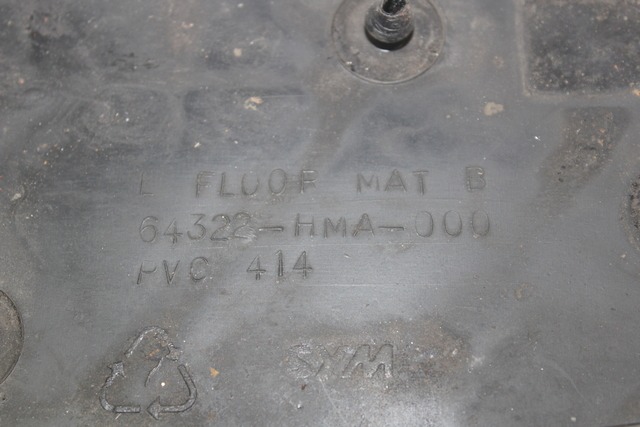 L FLOOR MAT B
64322-HMA-000
PVC 414
SYM